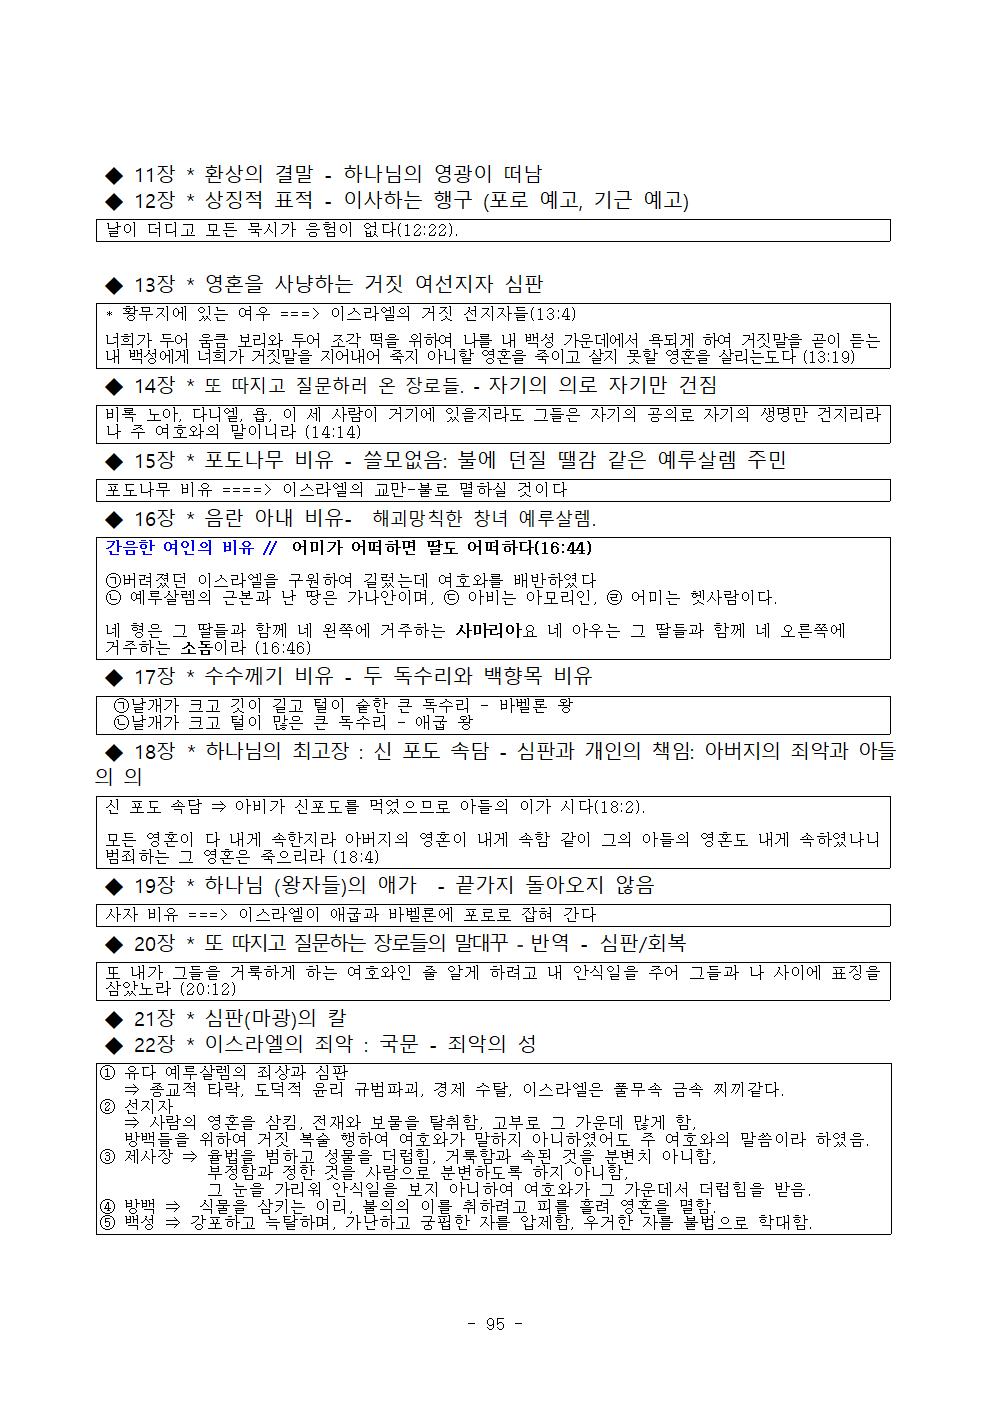 ◆ 11장 * 환상의 결말 - 하나님의 영광이 떠남
◆ 12장 * 상징적 표적 - 이사하는 행구 (포로 예고, 기근 예고)
날이 더디고 모든 묵시가 응험이 없다(12:22).
◆ 13장 * 영혼을 사냥하는 거짓 여선지자 심판
* 황무지에 있는 여우 ===> 이스라엘의 거짓 선지자들(13:4)
너희가 두어 움큼 보리와 두어 조각 떡을 위하여 나를 내 백성 가운데에서 욕되게 하여 거짓말을 곧이 듣는
내 백성에게 너희가 거짓말을 지어내어 죽지 아니할 영혼을 죽이고 살지 못할 영혼을 살리는도다 (13:19)
◆ 14장 * 또 따지고 질문하러 온 장로들. - 자기의 의로 자기만 건짐
비록 노아, 다니엘, 욥, 이 세 사람이 거기에 있을지라도 그들은 자기의 공의로 자기의 생명만 건지리라
나 주 여호와의 말이니라 (14:14)
◆ 15장 * 포도나무 비유 - 쓸모없음: 불에 던질 땔감 같은 예루살렘 주민
포도나무 비유 ====> 이스라엘의 교만-불로 멸하실 것이다
◆ 16장 * 음란 아내 비유- 해괴망칙한 창녀 예루살렘.
간음한 여인의 비유 // 어미가 어떠하면 딸도 어떠하다(16:44)
㉠버려졌던 이스라엘을 구원하여 길렀는데 여호와를 배반하였다
㉡ 예루살렘의 근본과 난 땅은 가나안이며, ㉢ 아비는 아모리인, ㉣ 어미는 헷사람이다.
네 형은 그 딸들과 함께 네 왼쪽에 거주하는 사마리아요 네 아우는 그 딸들과 함께 네 오른쪽에
거주하는 소돔이라 (16:46)
◆ 17장 * 수수께기 비유 - 두 독수리와 백향목 비유
㉠날개가 크고 깃이 길고 털이 숱한 큰 독수리 - 바벨론 왕
㉡날개가 크고 털이 많은 큰 독수리 - 애굽 왕
◆ 18장 * 하나님의 최고장 : 신 포도 속담 - 심판과 개인의 책임: 아버지의 죄악과 아들
의 의
신 포도 속담 ⇒ 아비가 신포도를 먹었으므로 아들의 이가 시다(18:2).
모든 영혼이 다 내게 속한지라 아버지의 영혼이 내게 속함 같이 그의 아들의 영혼도 내게 속하였나니
범죄하는 그 영혼은 죽으리라 (18:4)
◆ 19장 * 하나님 (왕자들)의 애가 - 끝가지 돌아오지 않음
사자 비유 ===> 이스라엘이 애굽과 바벨론에 포로로 잡혀 간다
◆ 20장 * 또 따지고 질문하는 장로들의 말대꾸 - 반역 - 심판/회복
또 내가 그들을 거룩하게 하는 여호와인 줄 알게 하려고 내 안식일을 주어 그들과 나 사이에 표징을
삼았노라 (20:12)
◆ 21장 * 심판(마광)의 칼
◆ 22장 * 이스라엘의 죄악 : 국문 - 죄악의 성
① 유다 예루살렘의 죄상과 심판
⇒ 종교적 타락, 도덕적 윤리 규범파괴, 경제 수탈, 이스라엘은 풀무속 금속 찌끼같다.
② 선지자
⇒ 사람의 영혼을 삼킴, 전재와 보물을 탈취함, 고부로 그 가운데 많게 함,
방백들을 위하여 거짓 복술 행하여 여호와가 말하지 아니하였어도 주 여호와의 말씀이라 하였음.
③ 제사장 ⇒ 율법을 범하고 성물을 더럽힘, 거룩함과 속된 것을 분변치 아니함,
부정함과 정한 것을 사람으로 분변하도록 하지 아니함,
그 눈을 가리워 안식일을 보지 아니하여 여호와가 그 가운데서 더럽힘을 받음.
④ 방백 ⇒ 식물을 삼키는 이리, 불의의 이를 취하려고 피를 흘려 영혼을 멸함.
⑤ 백성 ⇒ 강포하고 늑탈하며, 가난하고 궁핍한 자를 압제함, 우거한 자를 불법으로 학대함.
- 95 -